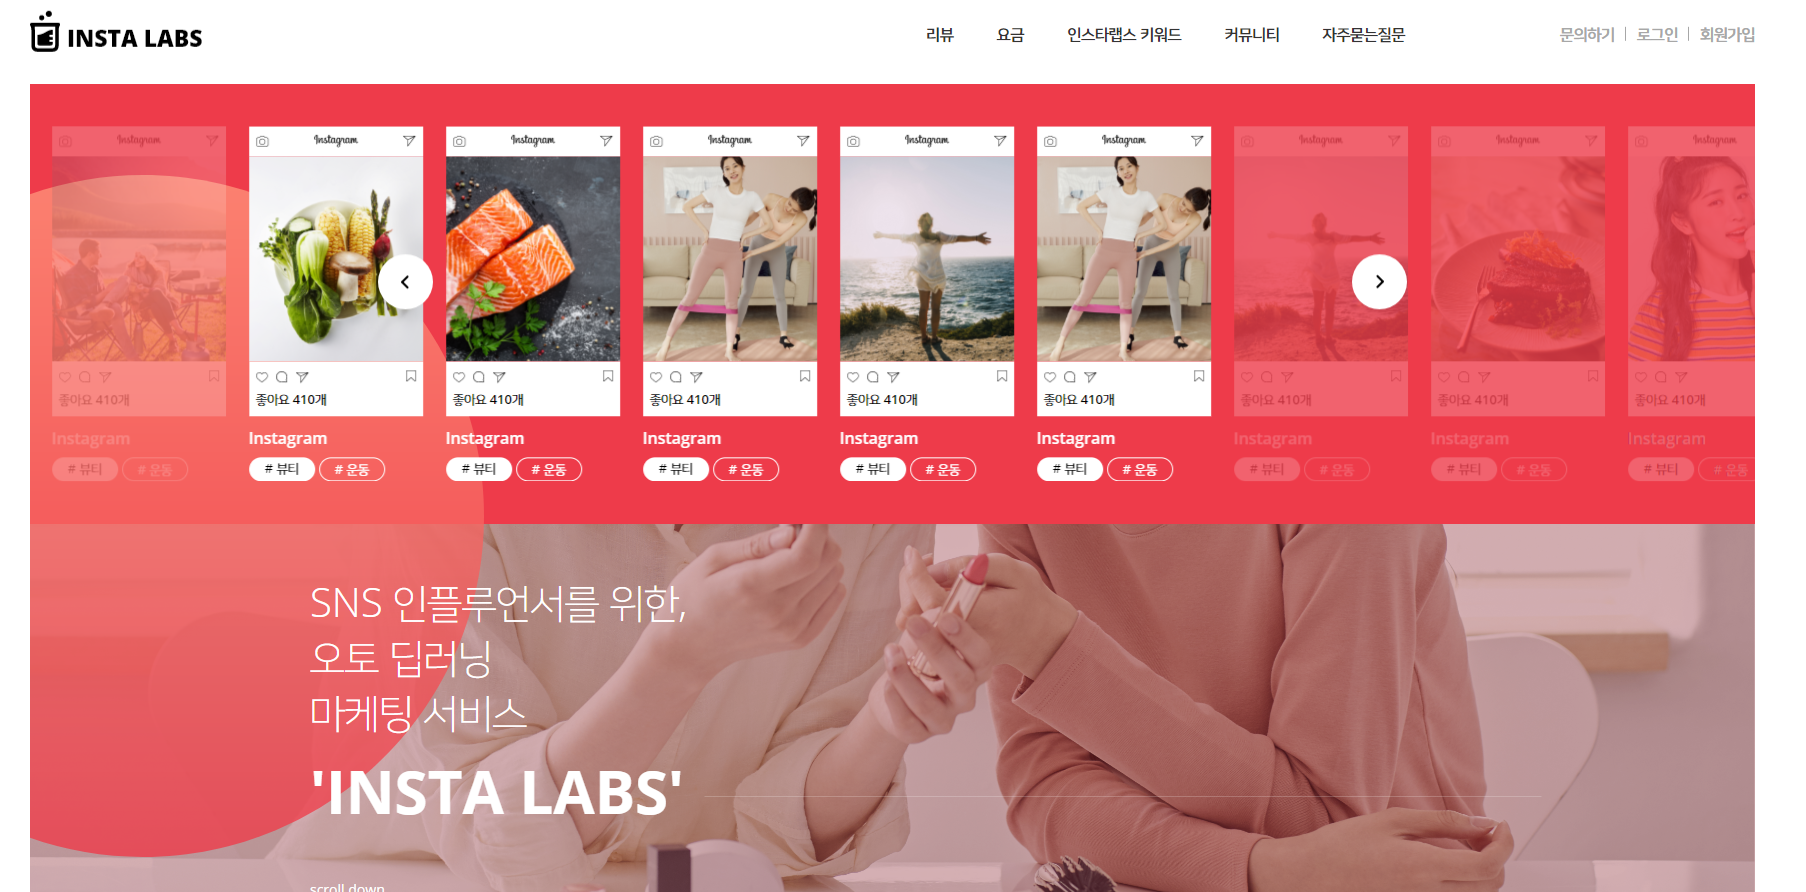 INSTA LABS
리뷰 요금 인스타랩스 키워드 커뮤니티 자주묻는질문
문의하기 | 로그인 | 회원가입
Instagram Instagram Instagram Instagram Instagram Instagram Instagram Instagram Instagram
좋아요 410개 좋아요 410개 좋아요 410개 좋아요 410개 좋아요 410개 좋아요 410개 좋아요 410개 좋아요 410개 좋아요 410개
Instagram Instagram Instagram Instagram Instagram Instagram Instagram Instagram Instagram
# 뷰티 # 운동 # 뷰티 # 운동 # 뷰티 # 운동 # 뷰티 # 운동 # 뷰티 # 운동 # 뷰티 # 운동 # 뷰티 # 운동 # 뷰티 # 운동 # 뷰티 # 운동
SNS 인플루언서를 위한,
오토 딥러닝
마케팅 서비스
'INSTA LABS'
scroll down